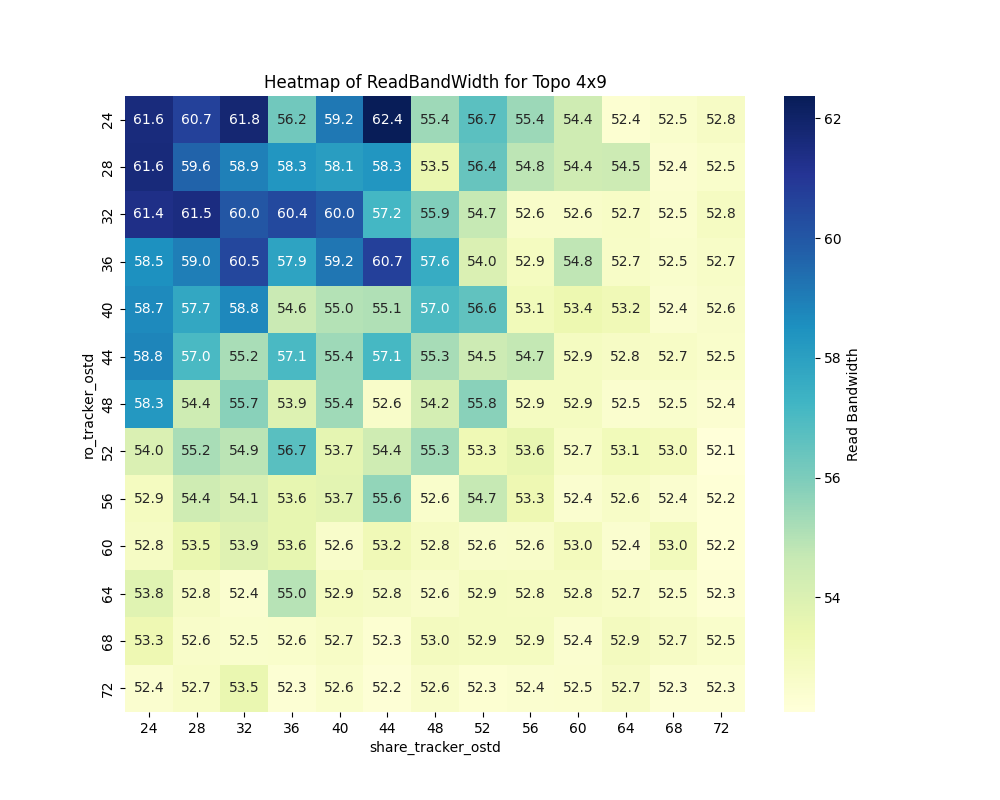 Heatmap of ReadBandWidth for Topo 4x9
24 61.6 60.7 61.8 56.2 59.2 62.4 55.4 56.7 55.4 54.4 52.4 52.5 52.8
28 61.6 59.6 58.9 58.3 58.1 58.3 53.5 56.4 54.8 54.4 54.5 52.4 52.5
32 61.4 61.5 60.0 60.4 60.0 57.2 55.9 54.7 52.6 52.6 52.7 52.5 52.8
36 58.5 59.0 60.5 57.9 59.2 60.7 57.6 54.0 52.9 54.8 52.7 52.5 52.7
40 58.7 57.7 58.8 54.6 55.0 55.1 57.0 56.6 53.1 53.4 53.2 52.4 52.6
44 58.8 57.0 55.2 57.1 55.4 57.1 55.3 54.5 54.7 52.9 52.8 52.7 52.5
48 58.3 54.4 55.7 53.9 55.4 52.6 54.2 55.8 52.9 52.9 52.5 52.5 52.4
52 54.0 55.2 54.9 56.7 53.7 54.4 55.3 53.3 53.6 52.7 53.1 53.0 52.1
56 52.9 54.4 54.1 53.6 53.7 55.6 52.6 54.7 53.3 52.4 52.6 52.4 52.2
60 52.8 53.5 53.9 53.6 52.6 53.2 52.8 52.6 52.6 53.0 52.4 53.0 52.2
64 53.8 52.8 52.4 55.0 52.9 52.8 52.6 52.9 52.8 52.8 52.7 52.5 52.3
68 53.3 52.6 52.5 52.6 52.7 52.3 53.0 52.9 52.9 52.4 52.9 52.7 52.5
72 52.4 52.7 53.5 52.3 52.6 52.2 52.6 52.3 52.4 52.5 52.7 52.3 52.3
24 28 32 36 40 44 48 52 56 60 64 68 72
share_tracker_ostd
ro_tracker_ostd
62
60
58
56
54
Read Bandwidth